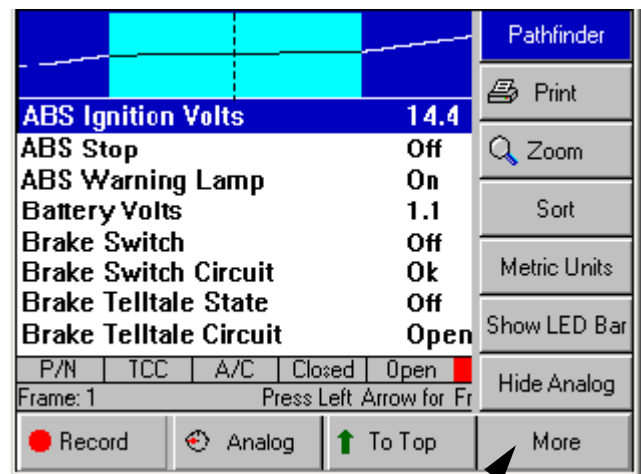 Pathfinder
Print
Zoom
Sort
Metric Units
Show LED Bar
Hide Analog
ABS Ignition Volts 14.4
ABS Stop Off
ABS Warning Lamp On
Battery Volts 1.1
Brake Switch Off
Brake Switch Circuit Ok
Brake Telltale State Off
Brake Telltale Circuit Open
P/N TCC A/C Closed Open
Frame: 1 Press Left Arrow for Fr
Record Analog To Top More